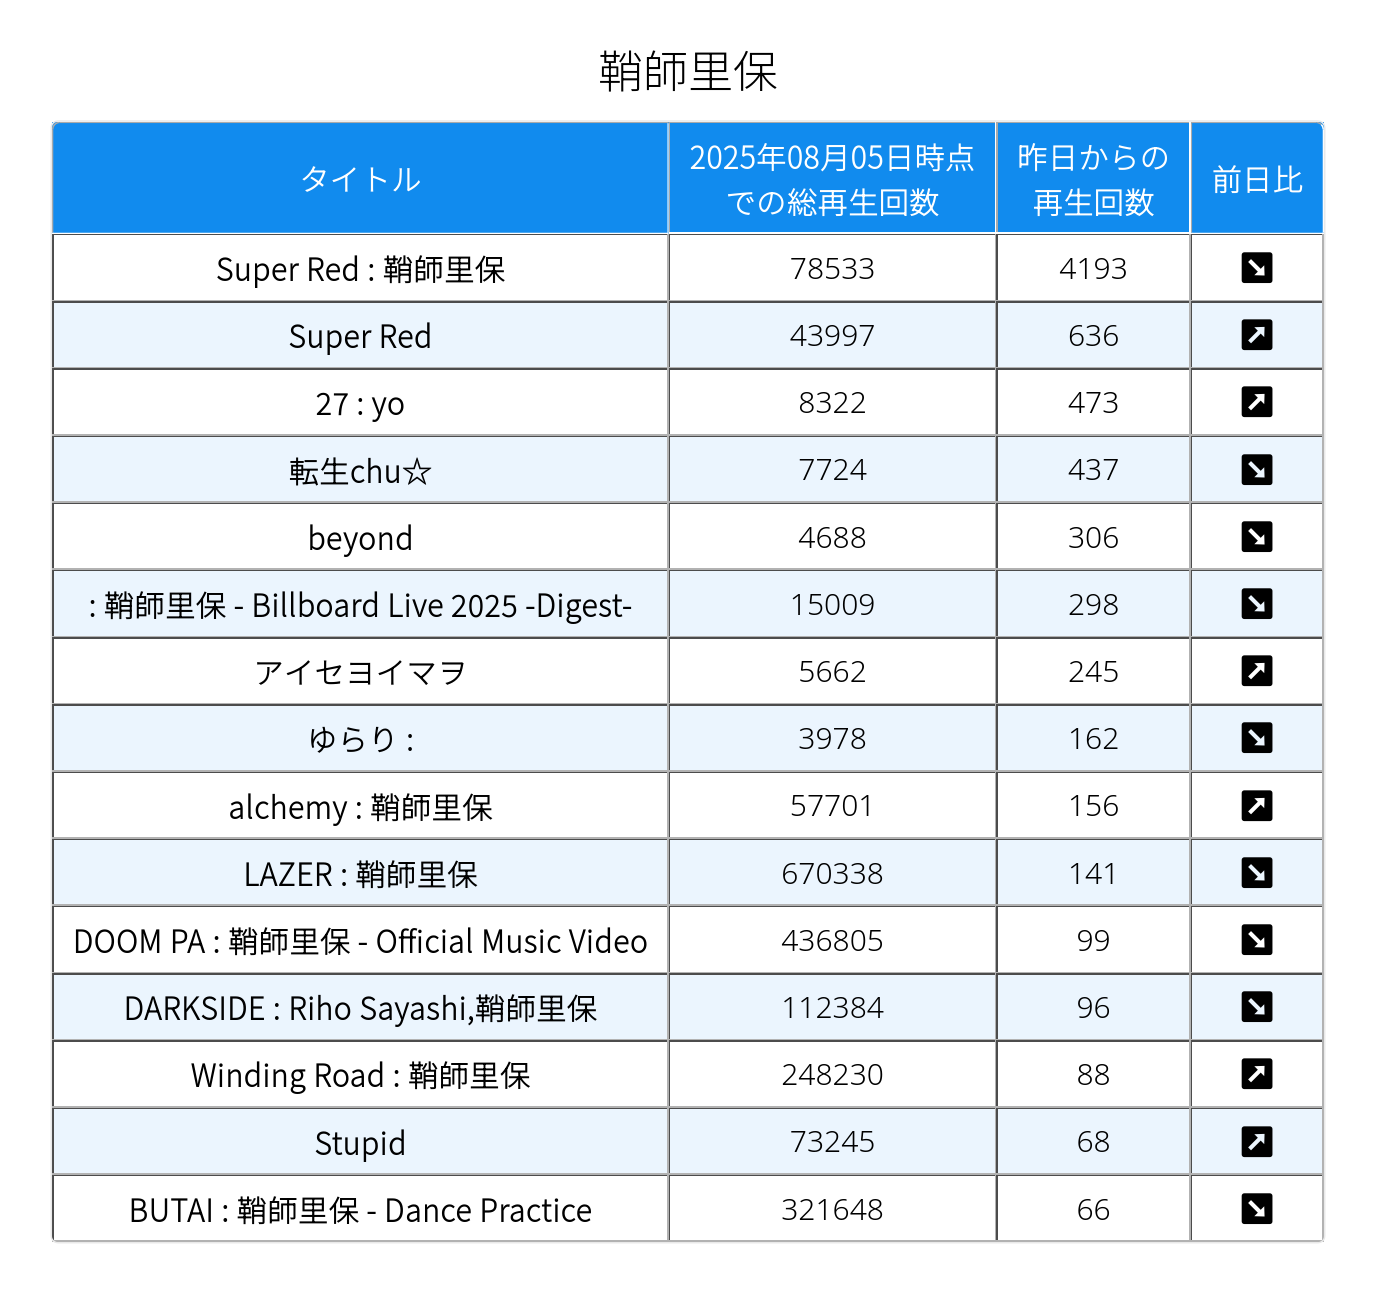 鞘師里保
タイトル 2025年08月05日時点での総再生回数 昨日からの再生回数 前日比
Super Red : 鞘師里保 78533 4193 ↘
Super Red 43997 636 ↗
27 : yo 8322 473 ↗
転生chu☆ 7724 437 ↘
beyond 4688 306 ↘
: 鞘師里保 - Billboard Live 2025 -Digest- 15009 298 ↘
アイセヨイマヲ 5662 245 ↗
ゆらり : 3978 162 ↘
alchemy : 鞘師里保 57701 156 ↗
LAZER : 鞘師里保 670338 141 ↘
DOOM PA : 鞘師里保 - Official Music Video 436805 99 ↘
DARKSIDE : Riho Sayashi,鞘師里保 112384 96 ↘
Winding Road : 鞘師里保 248230 88 ↗
Stupid 73245 68 ↗
BUTAI : 鞘師里保 - Dance Practice 321648 66 ↘